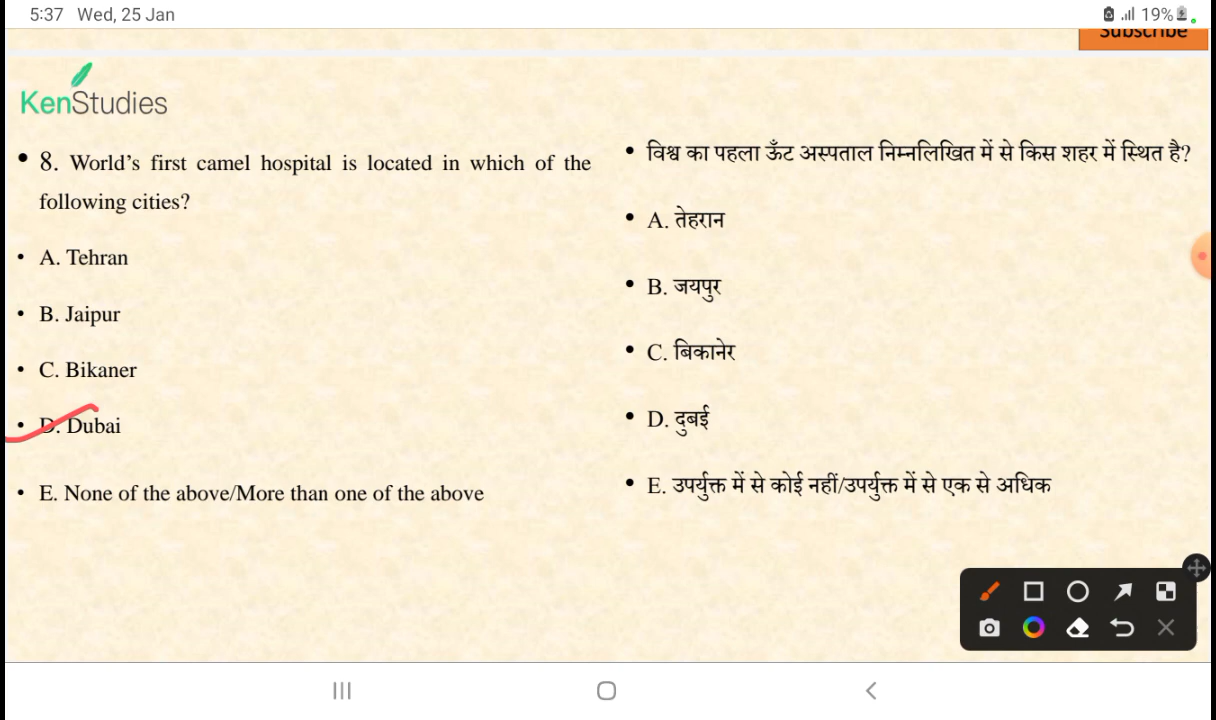 5:37 Wed, 25 Jan 19%
Subscribe
KenStudies
• 8. World's first camel hospital is located in which of the
following cities?
• A. Tehran
• B. Jaipur
• C. Bikaner
• D. Dubai
• E. None of the above/More than one of the above
• विश्व का पहला ऊँट अस्पताल निम्नलिखित में से किस शहर में स्थित है?
• A. तेहरान
• B. जयपुर
• C. बिकानेर
• D. दुबई
• E. उपर्युक्त में से कोई नहीं/उपर्युक्त में से एक से अधिक